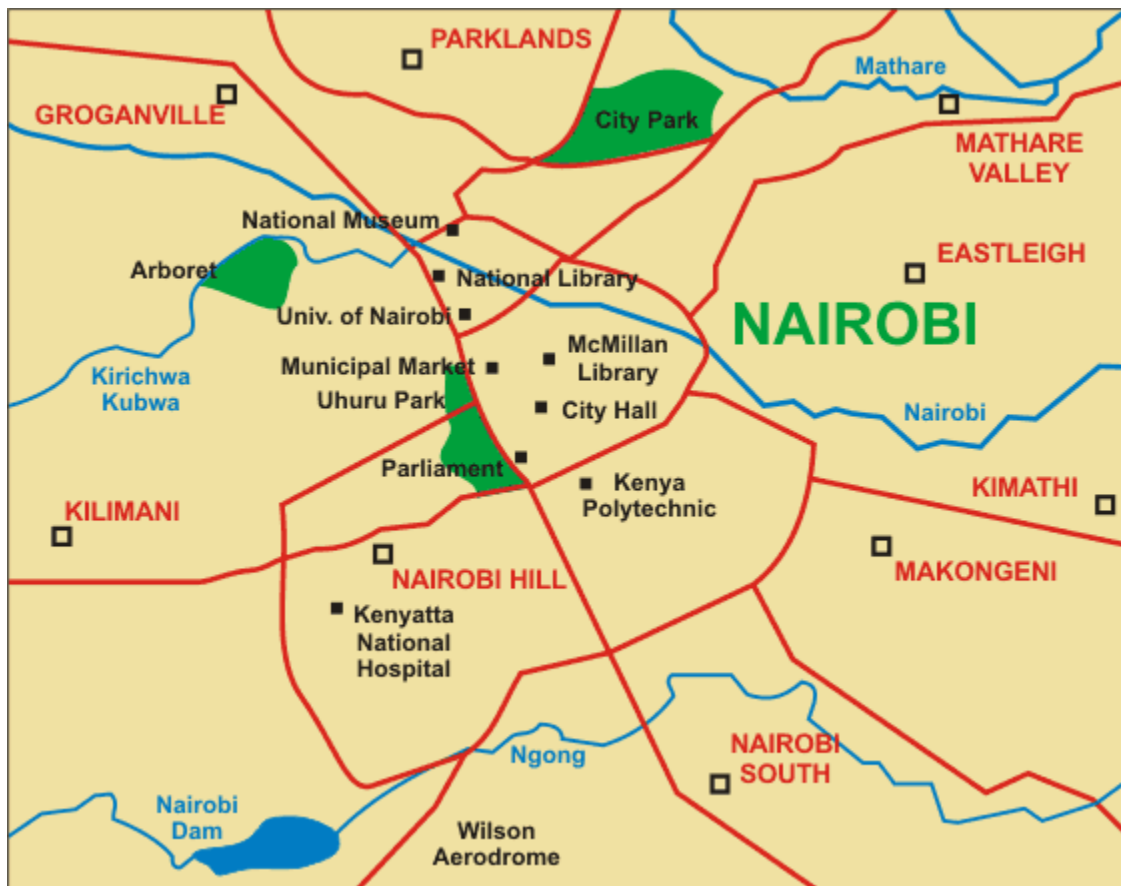 PARKLANDS
Mathare
GROGANVILLE
City Park
MATHARE
VALLEY
National Museum
Arboret
National Library
EASTLEIGH
Univ. of Nairobi
NAIROBI
McMillan
Library
Municipal Market
Kirichwa
Kubwa
Uhuru Park
City Hall
Nairobi
Parliament
Kenya
Polytechnic
KIMATHI
KILIMANI
NAIROBI HILL
MAKONGENI
Kenyatta
National
Hospital
Ngong
NAIROBI
SOUTH
Nairobi
Dam
Wilson
Aerodrome